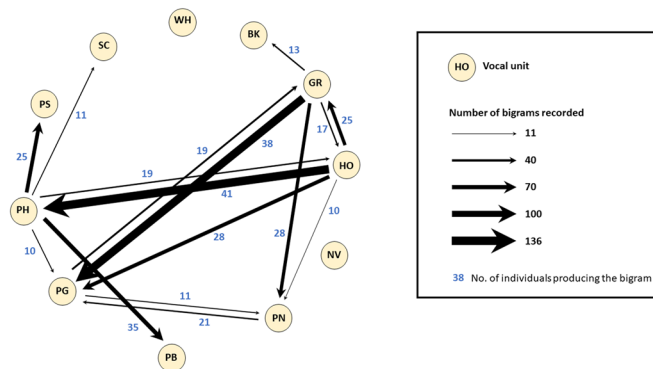 WH
SC
BK
13
GR
PS
11
25
19
38
17
25
19
HO
41
PH
10
28
28
10
NV
PG
11
21
PN
35
PB
HO Vocal unit
Number of bigrams recorded
11
40
70
100
136
38 No. of individuals producing the bigram